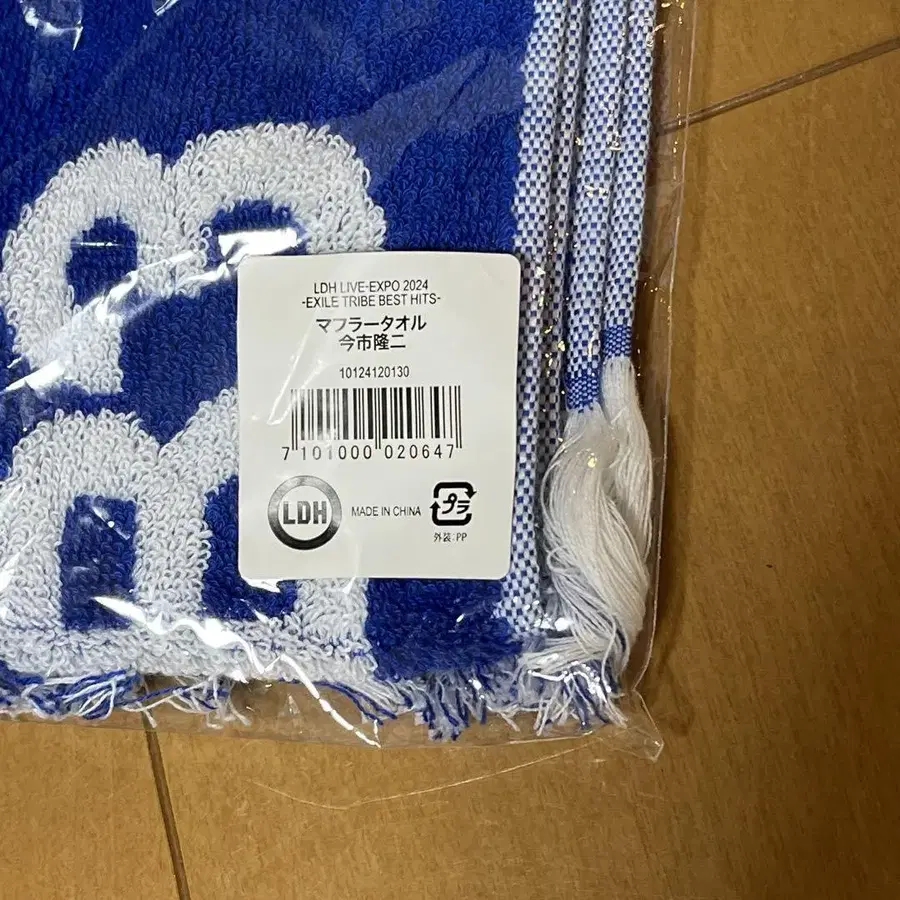 LDH LIVE-EXPO 2024
-EXILE TRIBE BEST HITS-
マフラータオル
今市隆二
10124120130
7 101000 020647
LDH
MADE IN CHINA
プラ
外装:PP